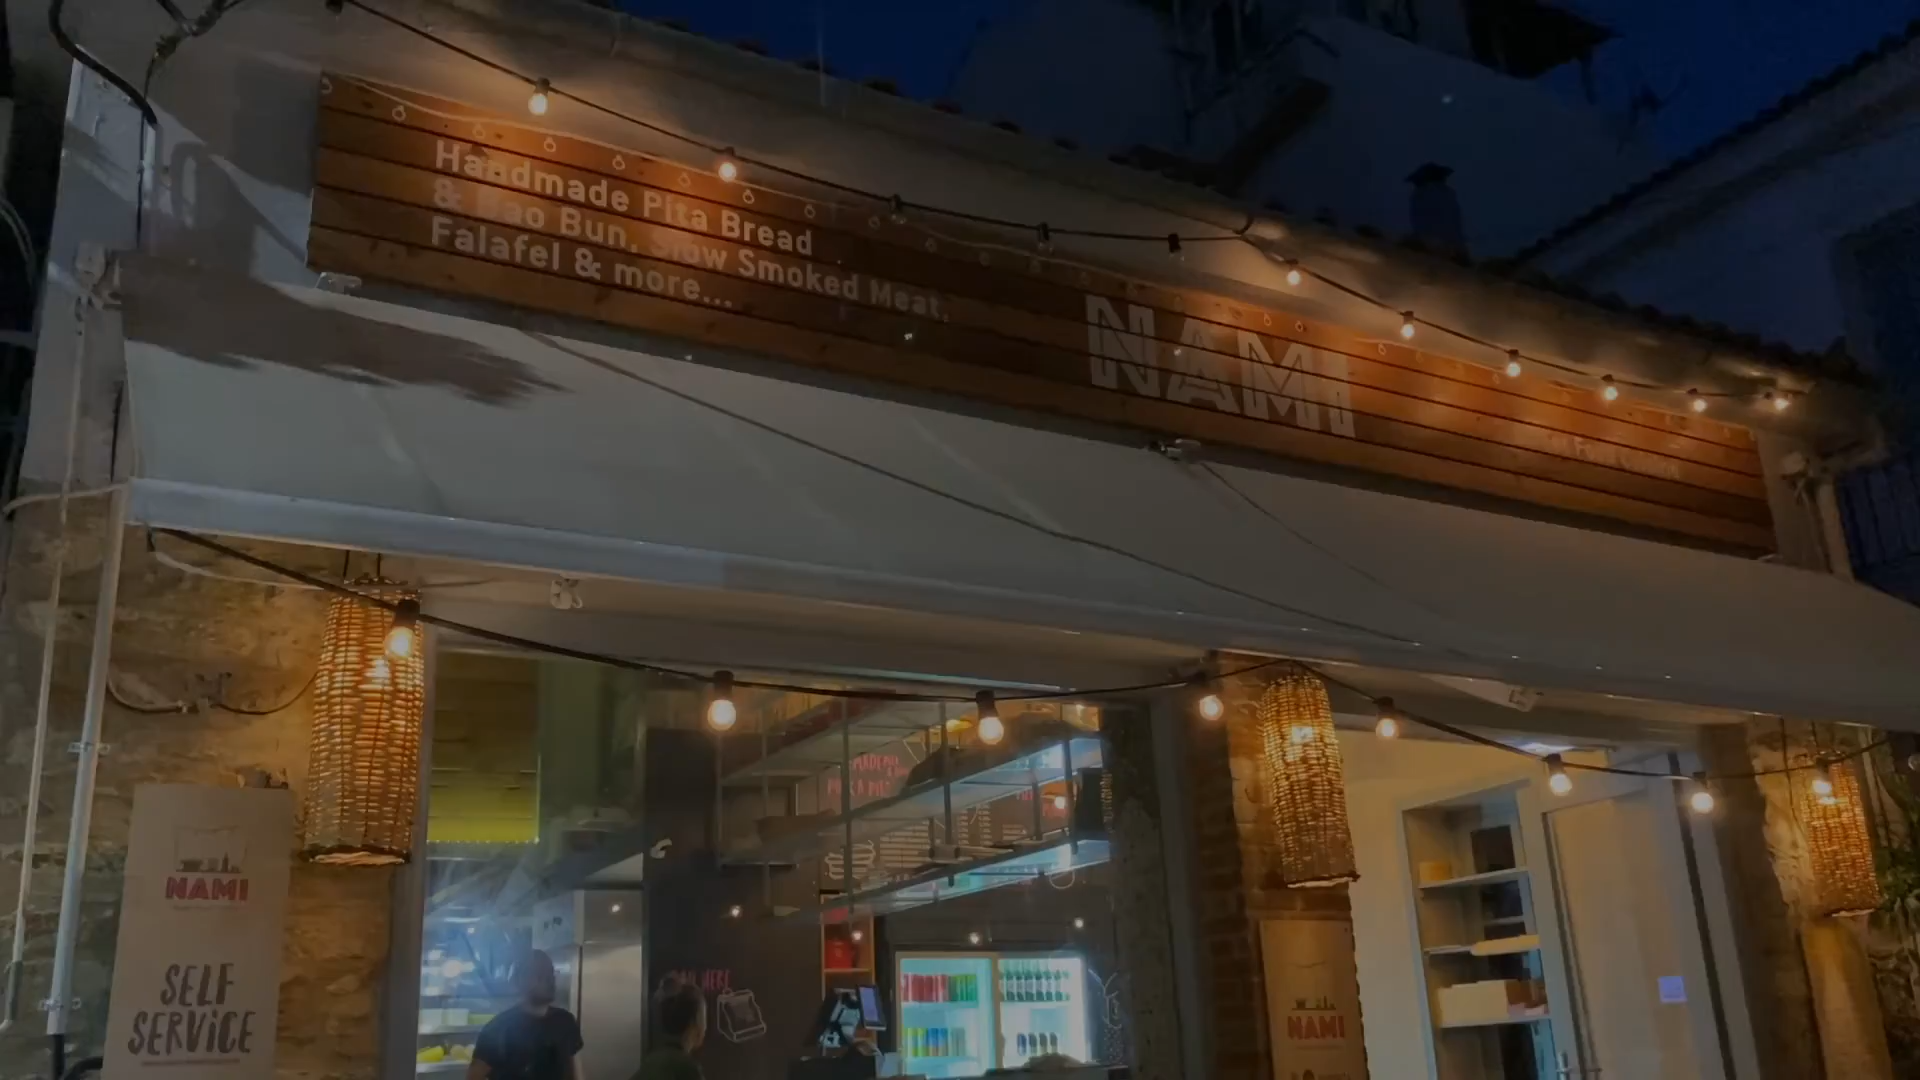 Handmade Pita Bread
& Bao Bun, Slow Smoked Meat,
Falafel & more...
NAMI
NAMI
SELF
SERVICE
NAMI